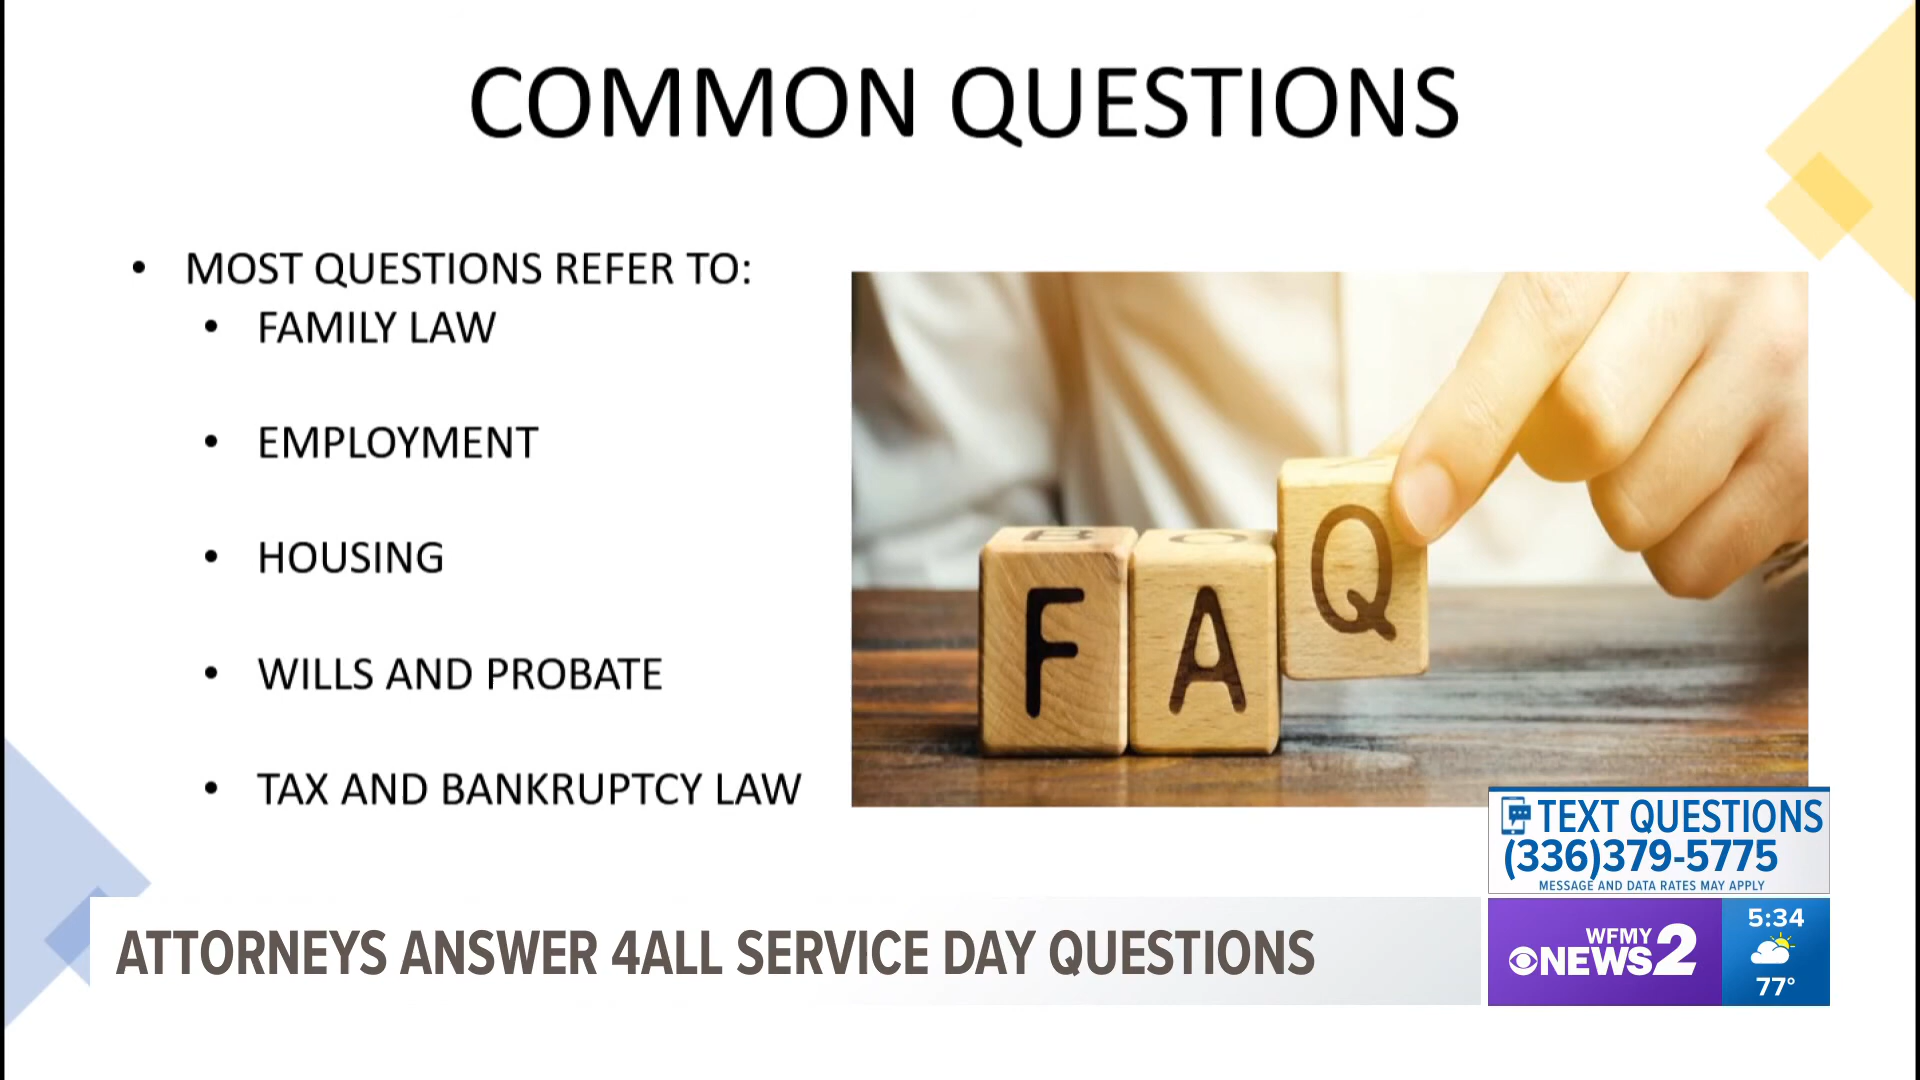 COMMON QUESTIONS
• MOST QUESTIONS REFER TO:
• FAMILY LAW
• EMPLOYMENT
• HOUSING
• WILLS AND PROBATE
• TAX AND BANKRUPTCY LAW
F A Q
TEXT QUESTIONS
(336)379-5775
MESSAGE AND DATA RATES MAY APPLY
ATTORNEYS ANSWER 4ALL SERVICE DAY QUESTIONS
WFMY
NEWS 2
5:34
77°